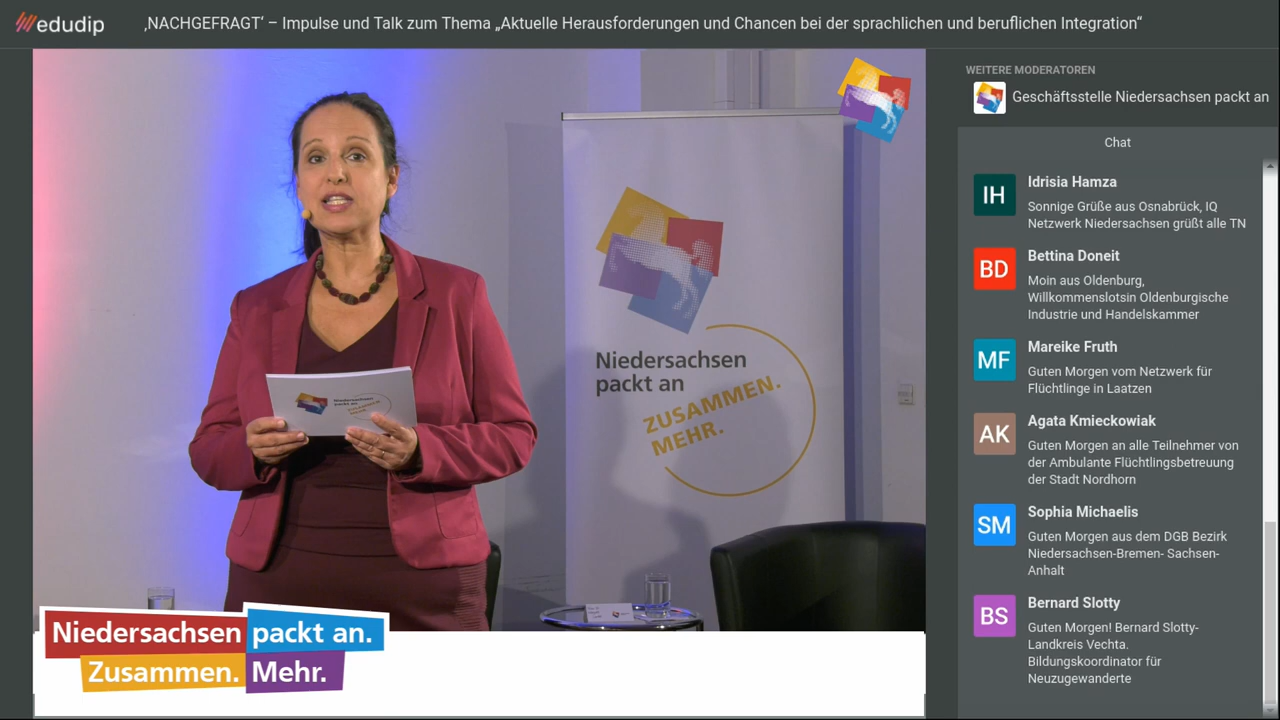 edudip
‚NACHGEFRAGT‘ – Impulse und Talk zum Thema „Aktuelle Herausforderungen und Chancen bei der sprachlichen und beruflichen Integration“
WEITERE MODERATOREN
Geschäftsstelle Niedersachsen packt an
Chat
IH
Idrisia Hamza
Sonnige Grüße aus Osnabrück, IQ
Netzwerk Niedersachsen grüßt alle TN
BD
Bettina Doneit
Moin aus Oldenburg,
Willkommenslotsin Oldenburgische
Industrie und Handelskammer
MF
Mareike Fruth
Guten Morgen vom Netzwerk für
Flüchtlinge in Laatzen
AK
Agata Kmieckowiak
Guten Morgen an alle Teilnehmer von
der Ambulante Flüchtlingsbetreuung
der Stadt Nordhorn
SM
Sophia Michaelis
Guten Morgen aus dem DGB Bezirk
Niedersachsen-Bremen- Sachsen-
Anhalt
BS
Bernard Slotty
Guten Morgen! Bernard Slotty-
Landkreis Vechta.
Bildungskoordinator für
Neuzugewanderte
Niedersachsen
packt an
ZUSAMMEN.
MEHR.
Niedersachsen
packt an
ZUSAMMEN.
MEHR.
Niedersachsen packt an.
Zusammen. Mehr.